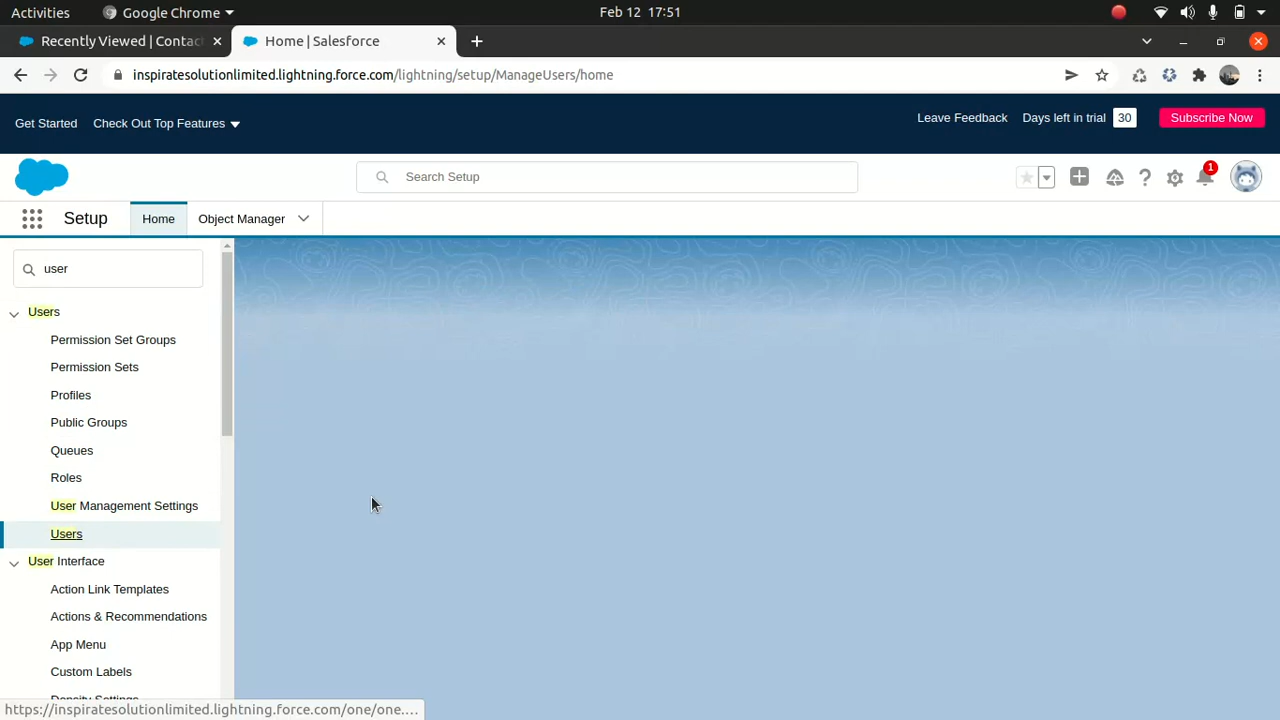 Activities Google Chrome Feb 12 17:51
Recently Viewed | Contac Home | Salesforce
inspiratesolutionlimited.lightning.force.com/lightning/setup/ManageUsers/home
Get Started Check Out Top Features Leave Feedback Days left in trial 30 Subscribe Now
Search Setup 1
Setup Home Object Manager
user
Users
Permission Set Groups
Permission Sets
Profiles
Public Groups
Queues
Roles
User Management Settings
Users
User Interface
Action Link Templates
Actions & Recommendations
App Menu
Custom Labels
Density Settings
https://inspiratesolutionlimited.lightning.force.com/one/one....